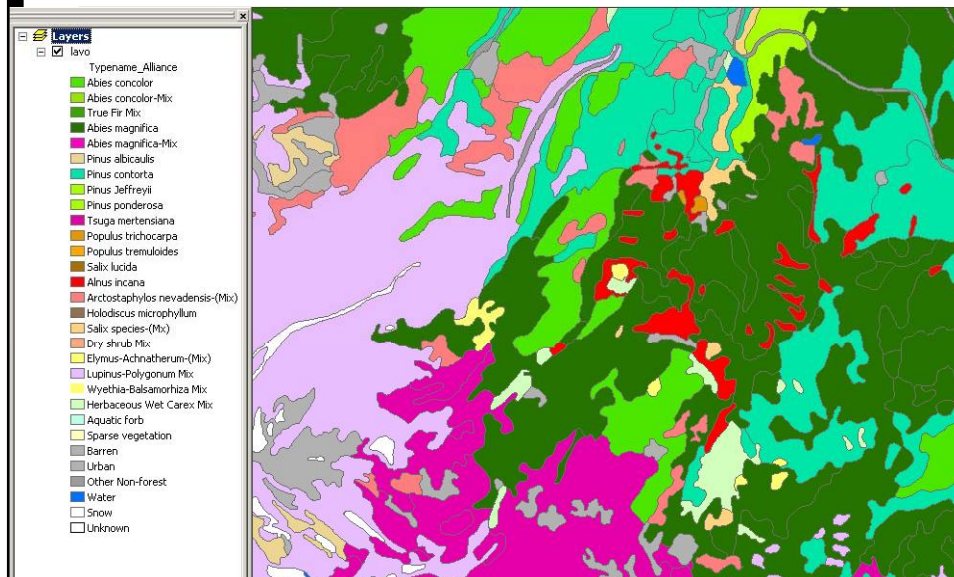 Layers
lavo
Typename_Alliance
Abies concolor
Abies concolor-Mix
True Fir Mix
Abies magnifica
Abies magnifica-Mix
Pinus albicaulis
Pinus contorta
Pinus Jeffreyii
Pinus ponderosa
Tsuga mertensiana
Populus trichocarpa
Populus tremuloides
Salix lucida
Alnus incana
Arctostaphylos nevadensis-(Mix)
Holodiscus microphyllum
Salix species-(Mx)
Dry shrub Mix
Elymus-Achnatherum-(Mix)
Lupinus-Polygonum Mix
Wyethia-Balsamorhiza Mix
Herbaceous Wet Carex Mix
Aquatic forb
Sparse vegetation
Barren
Urban
Other Non-forest
Water
Snow
Unknown